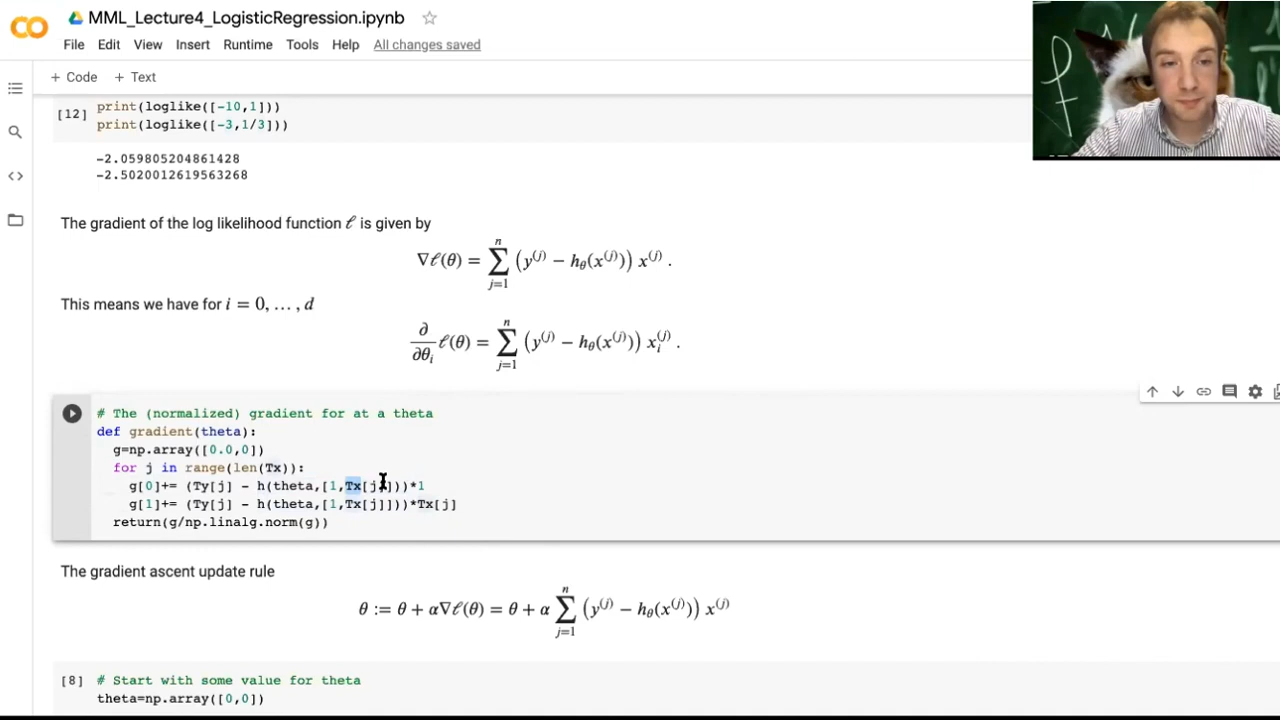 MML_Lecture4_LogisticRegression.ipynb
File Edit View Insert Runtime Tools Help All changes saved
+ Code + Text
[12] print(loglike([-10,1]))
print(loglike([-3,1/3]))
-2.059805204861428
-2.5020012619563268
The gradient of the log likelihood function ℓ is given by
∇ℓ(θ) = ∑_{j=1}^{n} (y^{(j)} − h_θ(x^{(j)})) x^{(j)} .
This means we have for i = 0, … , d
∂/∂θ_i ℓ(θ) = ∑_{j=1}^{n} (y^{(j)} − h_θ(x^{(j)})) x_i^{(j)} .
# The (normalized) gradient for at a theta
def gradient(theta):
g=np.array([0.0,0])
for j in range(len(Tx)):
g[0]+= (Ty[j] - h(theta,[1,Tx[j]]))*1
g[1]+= (Ty[j] - h(theta,[1,Tx[j]]))*Tx[j]
return(g/np.linalg.norm(g))
The gradient ascent update rule
θ := θ + α∇ℓ(θ) = θ + α ∑_{j=1}^{n} (y^{(j)} − h_θ(x^{(j)})) x^{(j)}
[8] # Start with some value for theta
theta=np.array([0,0])